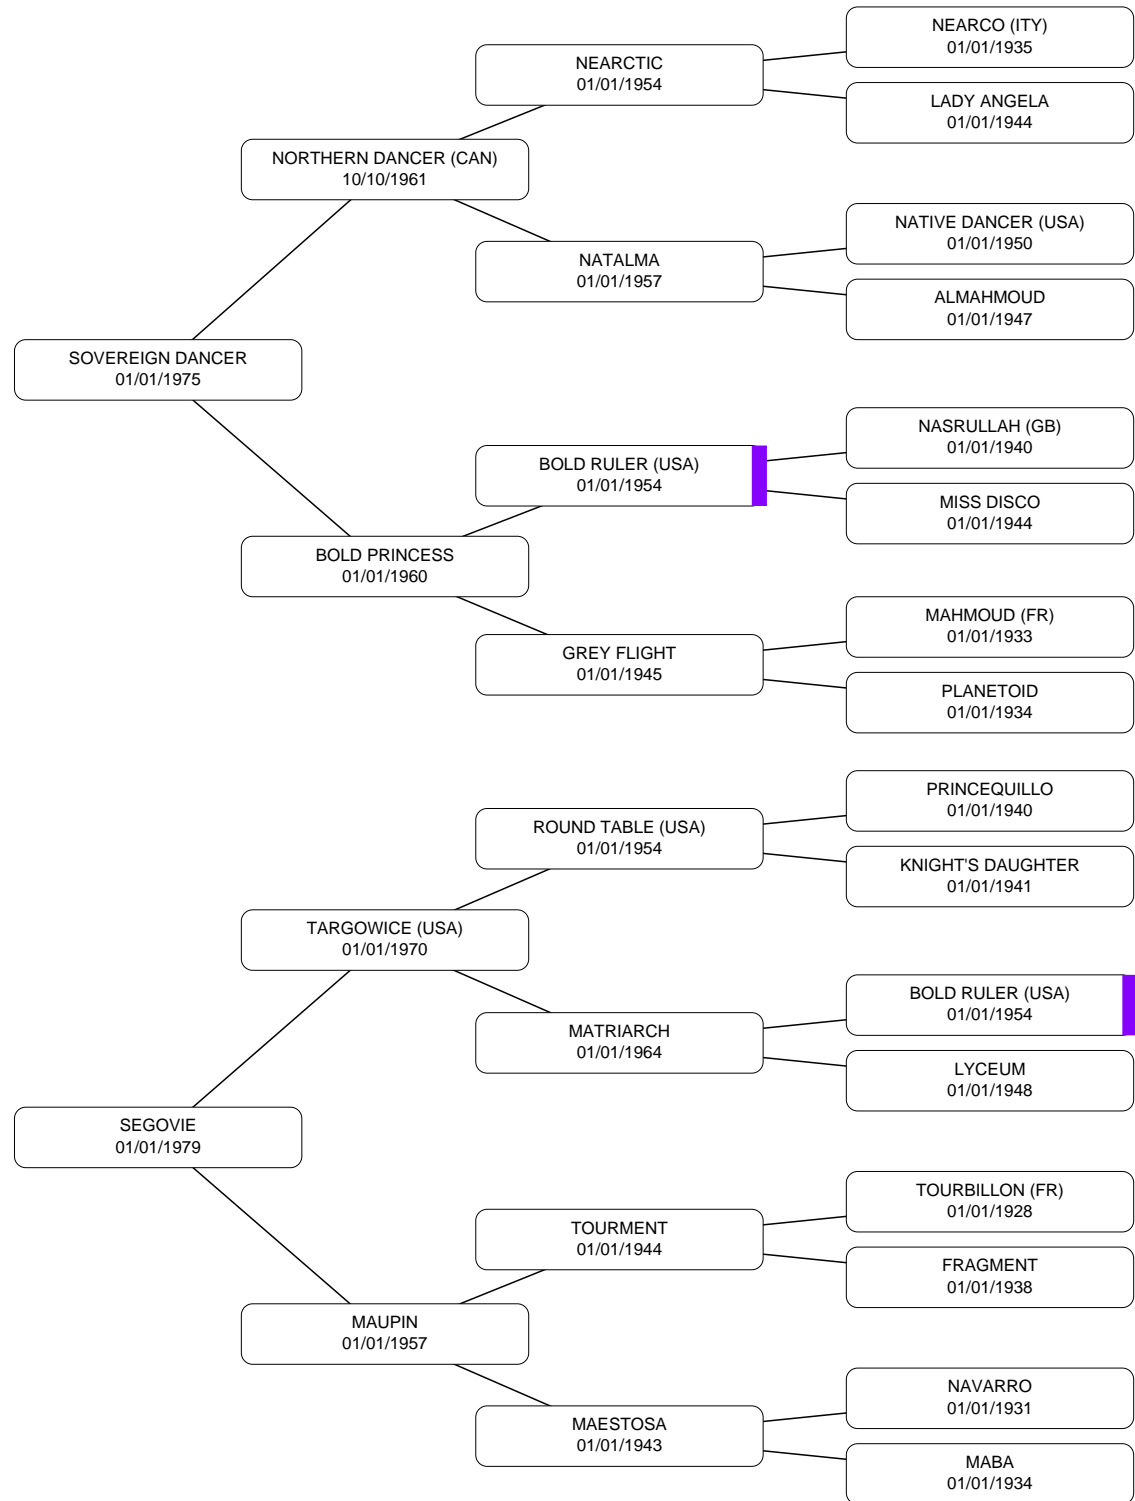 NEARCO (ITY)
01/01/1935
NEARCTIC
01/01/1954
LADY ANGELA
01/01/1944
NORTHERN DANCER (CAN)
10/10/1961
NATIVE DANCER (USA)
01/01/1950
NATALMA
01/01/1957
ALMAHMOUD
01/01/1947
SOVEREIGN DANCER
01/01/1975
NASRULLAH (GB)
01/01/1940
BOLD RULER (USA)
01/01/1954
MISS DISCO
01/01/1944
BOLD PRINCESS
01/01/1960
MAHMOUD (FR)
01/01/1933
GREY FLIGHT
01/01/1945
PLANETOID
01/01/1934
PRINCEQUILLO
01/01/1940
ROUND TABLE (USA)
01/01/1954
KNIGHT'S DAUGHTER
01/01/1941
TARGOWICE (USA)
01/01/1970
BOLD RULER (USA)
01/01/1954
MATRIARCH
01/01/1964
LYCEUM
01/01/1948
SEGOVIE
01/01/1979
TOURBILLON (FR)
01/01/1928
TOURMENT
01/01/1944
FRAGMENT
01/01/1938
MAUPIN
01/01/1957
NAVARRO
01/01/1931
MAESTOSA
01/01/1943
MABA
01/01/1934